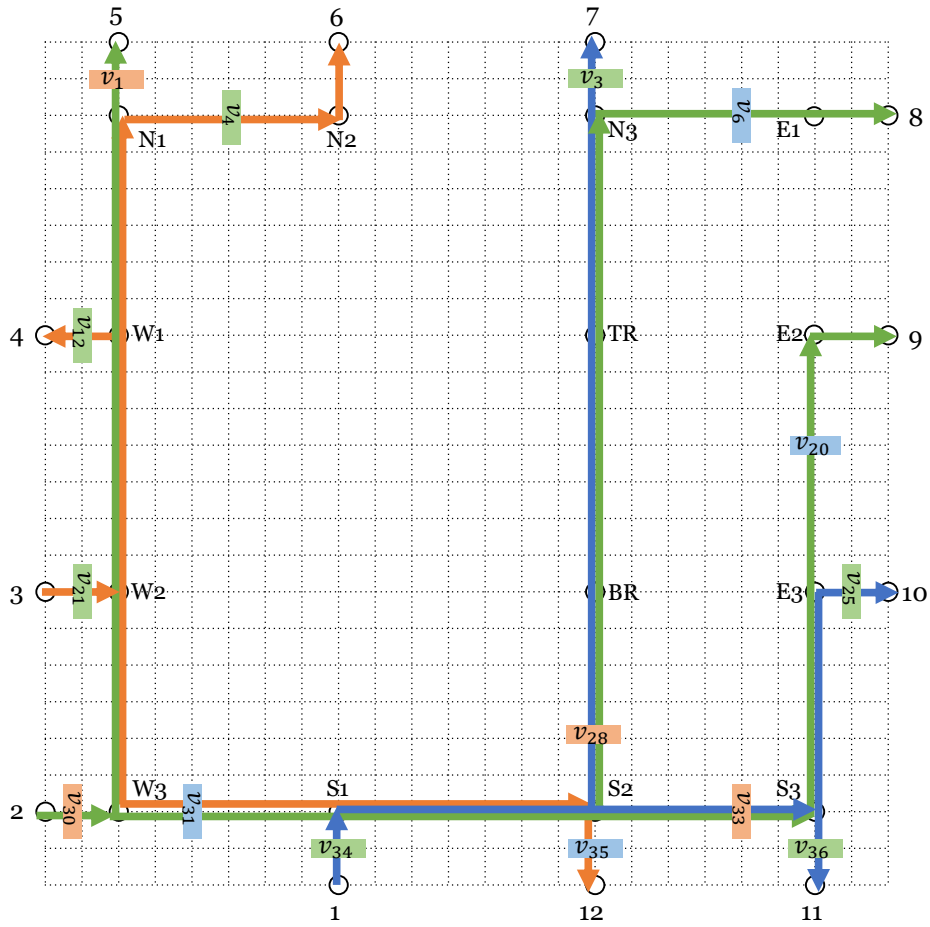 5
6
7
v₁
v₄
v₃
v₆
N1
N2
N3
E1
8
4
v₁₂
W1
TR
E2
9
v₂₀
3
v₂₁
W2
BR
E3
v₂₅
10
v₂₈
W3
S1
S2
S3
2
v₃₀
v₃₁
v₃₃
v₃₄
v₃₅
v₃₆
1
12
11